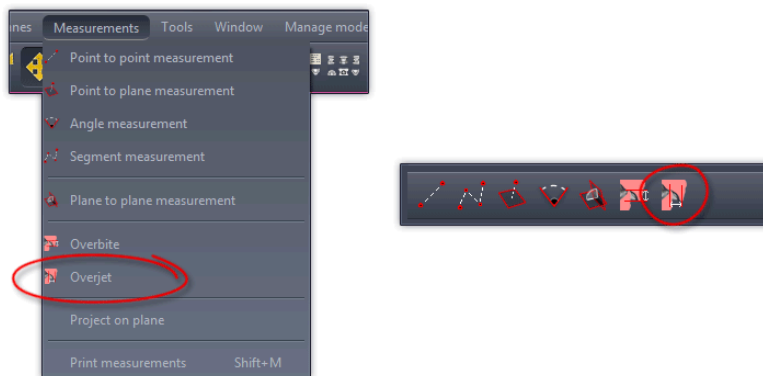 anes Measurements Tools Window Manage mode
Point to point measurement
Point to plane measurement
Angle measurement
Segment measurement
Plane to plane measurement
Overbite
Overjet
Project on plane
Print measurements Shift+M